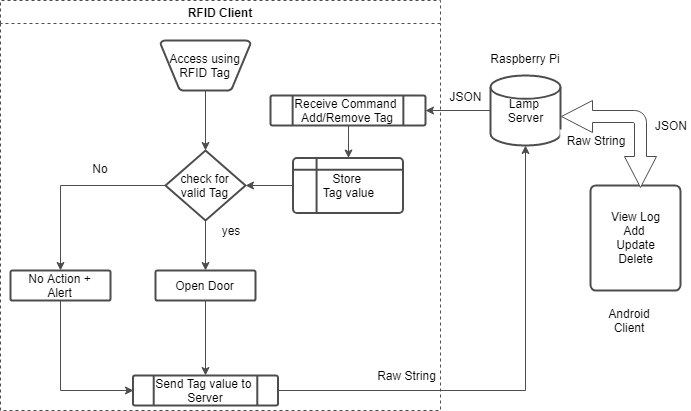 RFID Client
Access using
RFID Tag
Raspberry Pi
JSON
Receive Command
Add/Remove Tag
Lamp
Server
JSON
Raw String
No
check for
valid Tag
Store
Tag value
yes
View Log
Add
Update
Delete
No Action +
Alert
Open Door
Android
Client
Send Tag value to
Server
Raw String